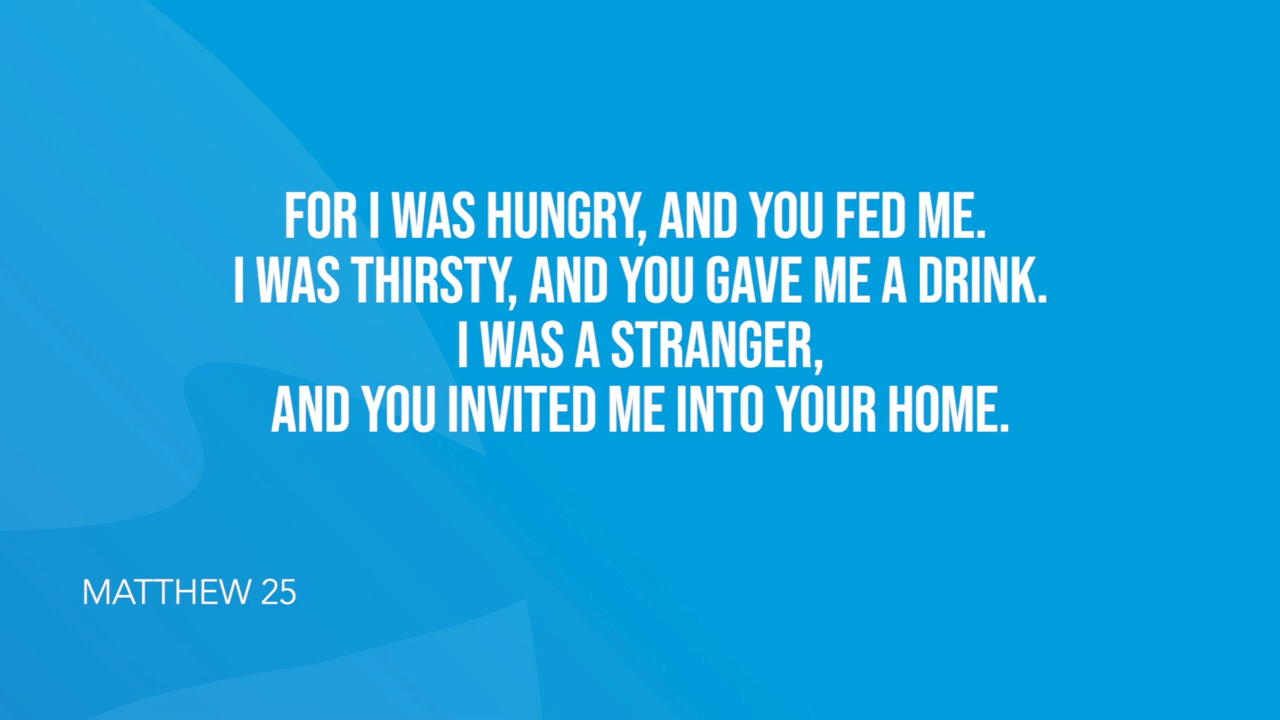 FOR I WAS HUNGRY, AND YOU FED ME.
I WAS THIRSTY, AND YOU GAVE ME A DRINK.
I WAS A STRANGER,
AND YOU INVITED ME INTO YOUR HOME.
MATTHEW 25